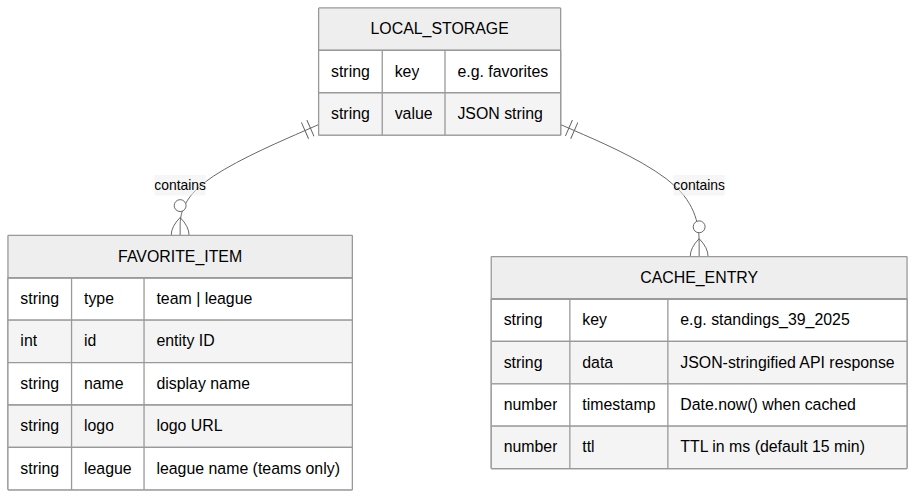 LOCAL_STORAGE
string key e.g. favorites
string value JSON string
contains
contains
FAVORITE_ITEM
string type team | league
int id entity ID
string name display name
string logo logo URL
string league league name (teams only)
CACHE_ENTRY
string key e.g. standings_39_2025
string data JSON-stringified API response
number timestamp Date.now() when cached
number ttl TTL in ms (default 15 min)